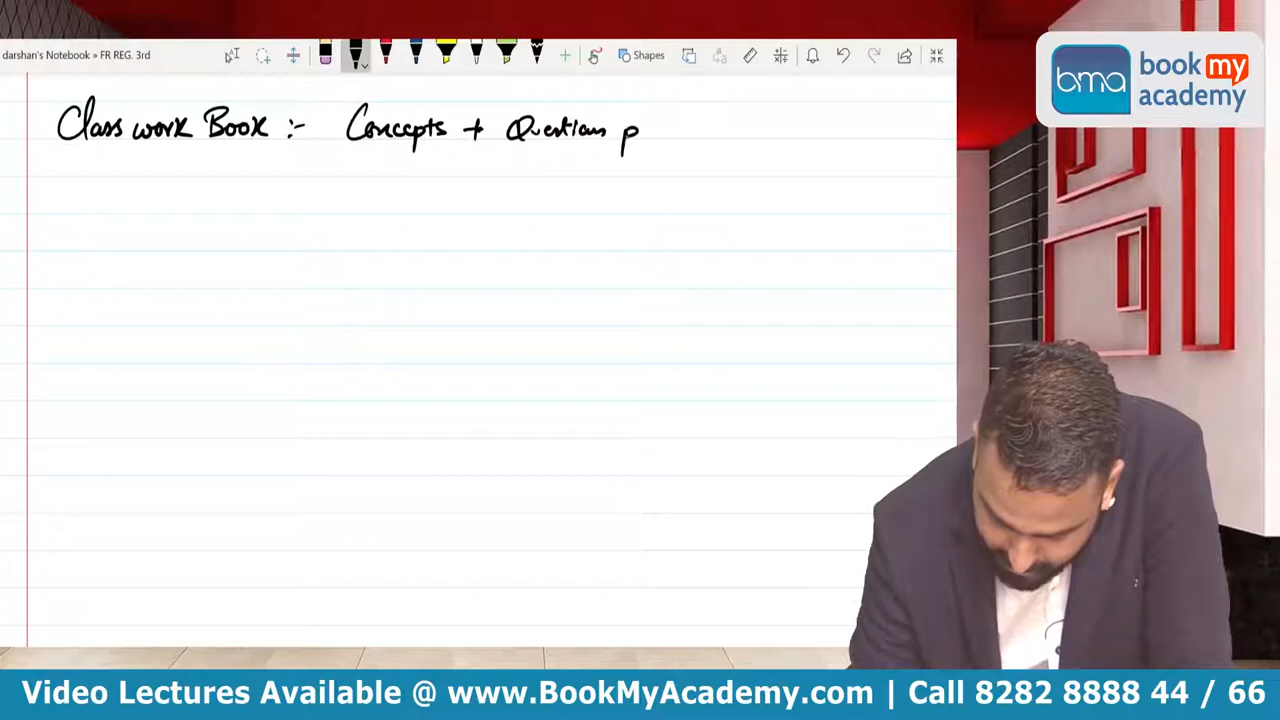 darshan's Notebook » FR REG. 3rd
Shapes
bma
book my
academy
Class work Book :- Concepts + Questions p
Video Lectures Available @ www.BookMyAcademy.com | Call 8282 8888 44 / 66